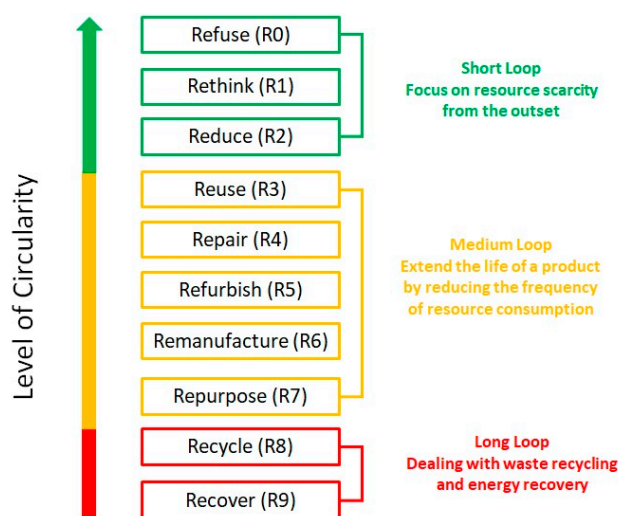 Level of Circularity
Refuse (R0)
Rethink (R1)
Reduce (R2)
Short Loop
Focus on resource scarcity
from the outset
Reuse (R3)
Repair (R4)
Refurbish (R5)
Remanufacture (R6)
Repurpose (R7)
Medium Loop
Extend the life of a product
by reducing the frequency
of resource consumption
Recycle (R8)
Recover (R9)
Long Loop
Dealing with waste recycling
and energy recovery